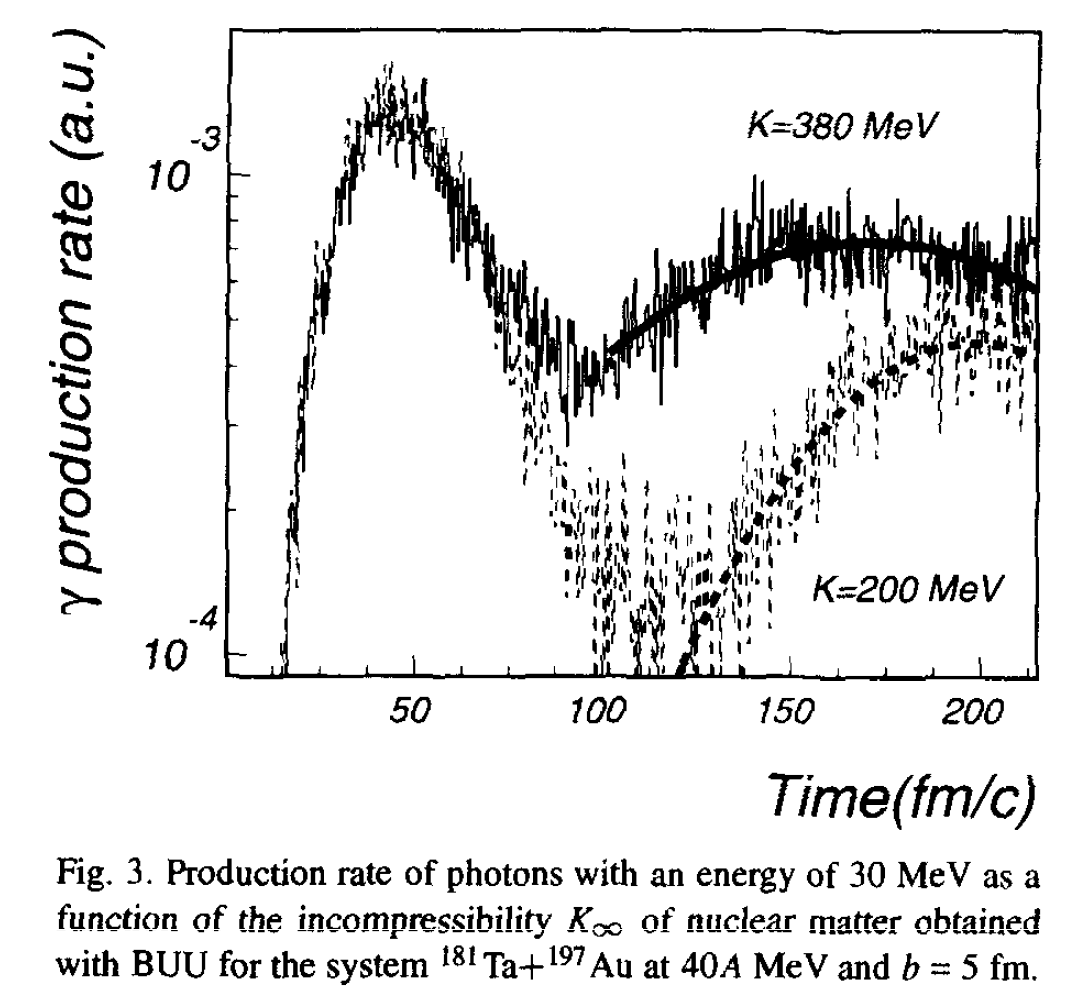 γ production rate (a.u.)
10^-3
10^-4
K=380 MeV
K=200 MeV
50 100 150 200
Time(fm/c)
Fig. 3. Production rate of photons with an energy of 30 MeV as a
function of the incompressibility K∞ of nuclear matter obtained
with BUU for the system ¹⁸¹Ta+¹⁹⁷Au at 40A MeV and b = 5 fm.